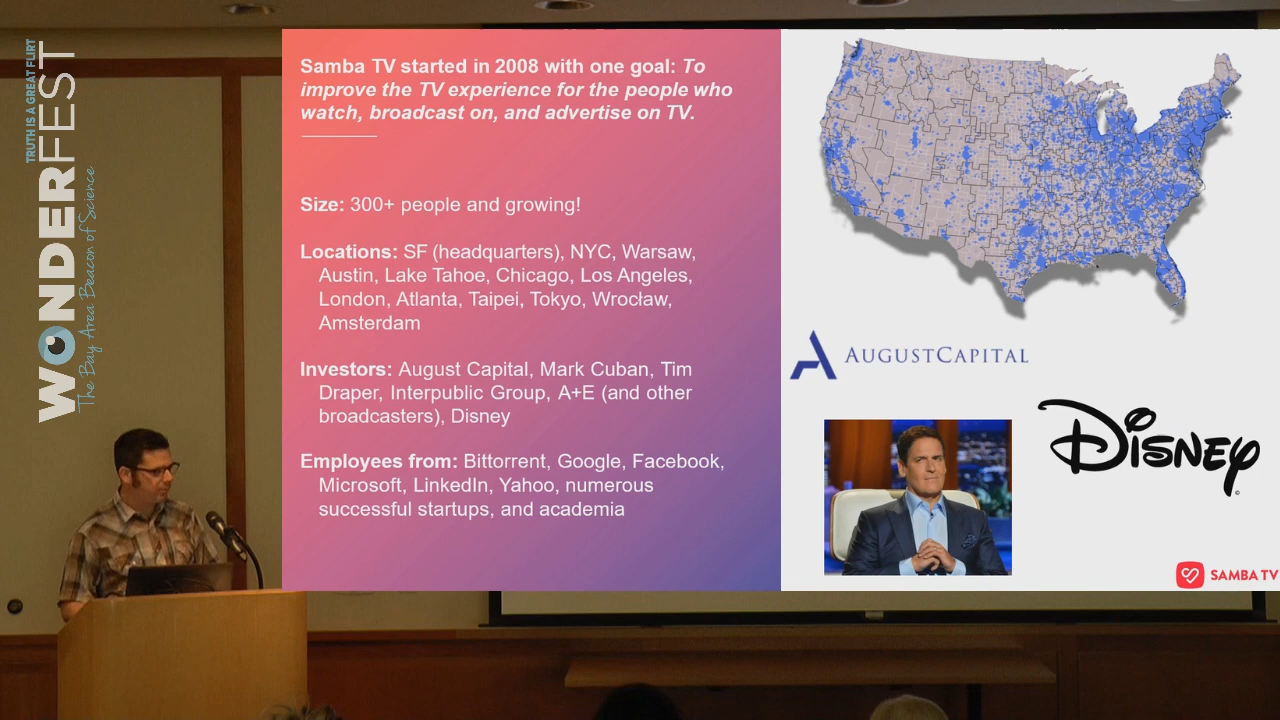 TRUTH IS A GREAT FLIRT
WONDERFEST
The Bay Area Beacon of Science
Samba TV started in 2008 with one goal: To
improve the TV experience for the people who
watch, broadcast on, and advertise on TV.
Size: 300+ people and growing!
Locations: SF (headquarters), NYC, Warsaw,
Austin, Lake Tahoe, Chicago, Los Angeles,
London, Atlanta, Taipei, Tokyo, Wrocław,
Amsterdam
Investors: August Capital, Mark Cuban, Tim
Draper, Interpublic Group, A+E (and other
broadcasters), Disney
Employees from: Bittorrent, Google, Facebook,
Microsoft, LinkedIn, Yahoo, numerous
successful startups, and academia
AUGUSTCAPITAL
DISNEY
SAMBA TV